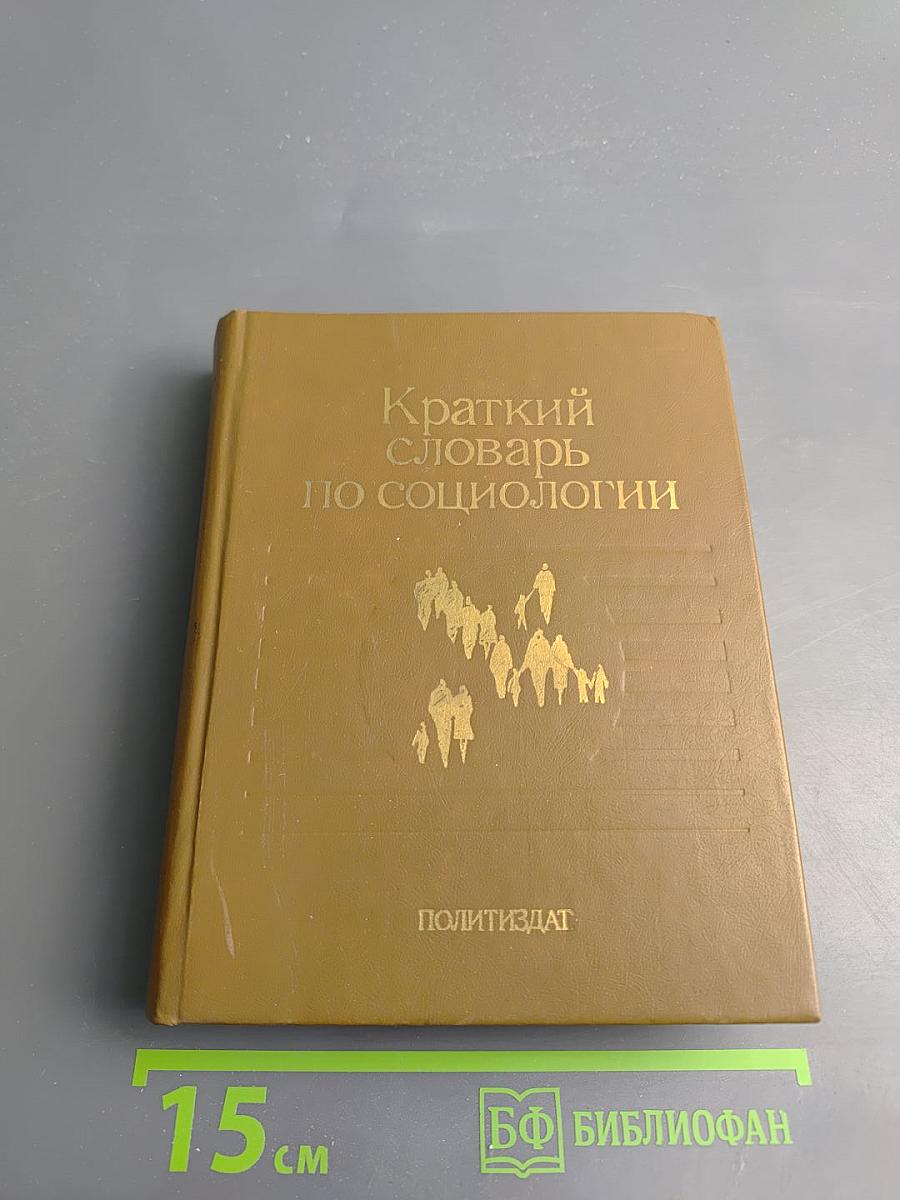 Краткий
словарь
по социологии
ПОЛИТИЗДАТ
15 см
БФ БИБЛИОФАН